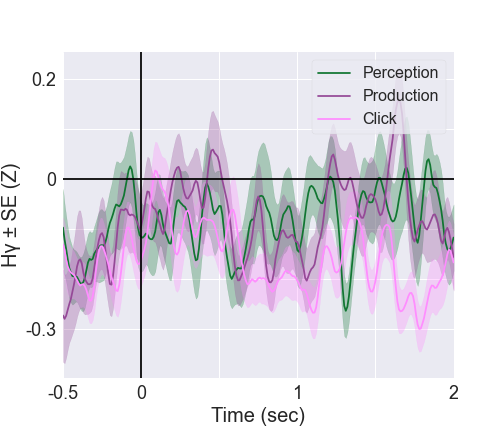 Perception
Production
Click
0.2
0
-0.3
Hγ ± SE (Z)
-0.5
0
1
2
Time (sec)